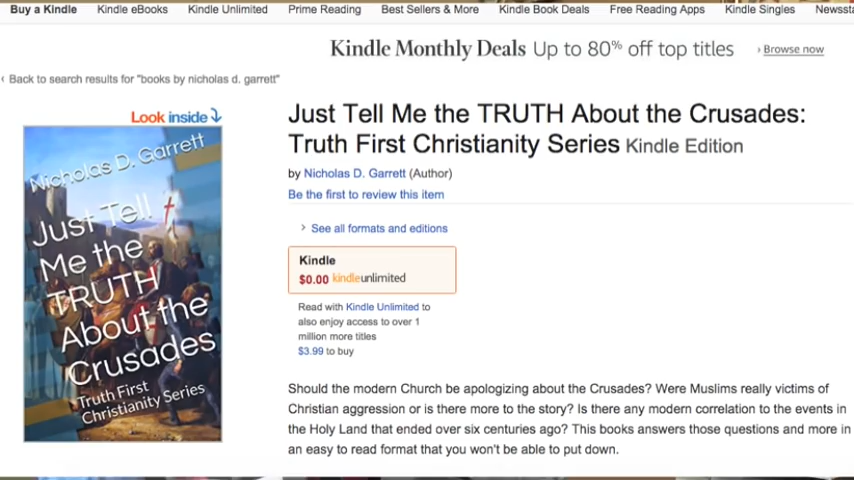 Buy a Kindle Kindle eBooks Kindle Unlimited Prime Reading Best Sellers & More Kindle Book Deals Free Reading Apps Kindle Singles Newssta
Kindle Monthly Deals Up to 80% off top titles › Browse now
‹ Back to search results for "books by nicholas d. garrett"
Look inside
Nicholas D. Garrett
Just Tell
Me the
TRUTH
About the
Crusades
Truth First
Christianity Series
Just Tell Me the TRUTH About the Crusades:
Truth First Christianity Series Kindle Edition
by Nicholas D. Garrett (Author)
Be the first to review this item
› See all formats and editions
Kindle
$0.00 kindleunlimited
Read with Kindle Unlimited to
also enjoy access to over 1
million more titles
$3.99 to buy
Should the modern Church be apologizing about the Crusades? Were Muslims really victims of
Christian aggression or is there more to the story? Is there any modern correlation to the events in
the Holy Land that ended over six centuries ago? This books answers those questions and more in
an easy to read format that you won't be able to put down.